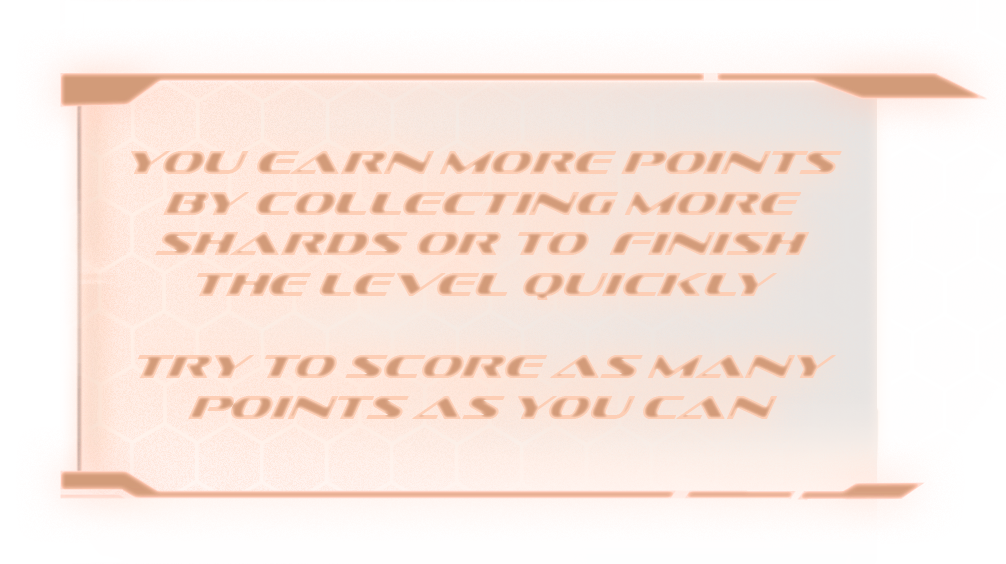 YOU EARN MORE POINTS
BY COLLECTING MORE
SHARDS OR TO FINISH
THE LEVEL QUICKLY
TRY TO SCORE AS MANY
POINTS AS YOU CAN